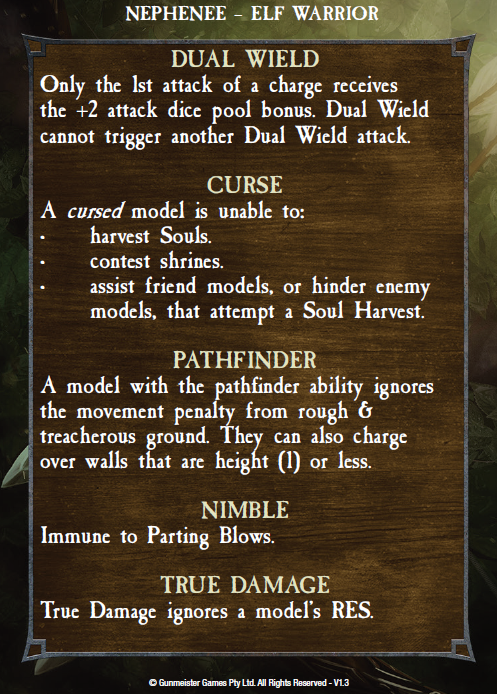 NEPHENEE – ELF WARRIOR
DUAL WIELD
Only the 1st attack of a charge receives
the +2 attack dice pool bonus. Dual Wield
cannot trigger another Dual Wield attack.
CURSE
A cursed model is unable to:
• harvest Souls.
• contest shrines.
• assist friend models, or hinder enemy
models, that attempt a Soul Harvest.
PATHFINDER
A model with the pathfinder ability ignores
the movement penalty from rough &
treacherous ground. They can also charge
over walls that are height (1) or less.
NIMBLE
Immune to Parting Blows.
TRUE DAMAGE
True Damage ignores a model's RES.
© Gunmeister Games Pty Ltd. All Rights Reserved - V1.3